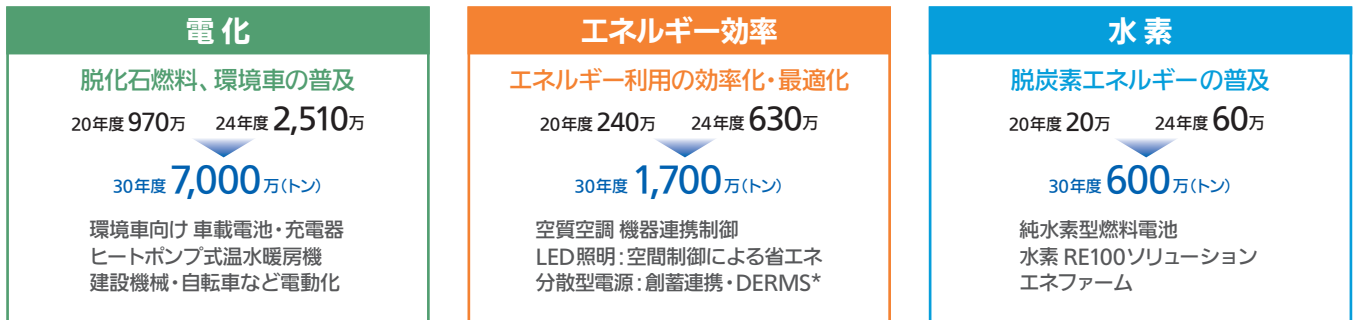 電化
脱化石燃料、環境車の普及
20年度 970万 24年度 2,510万
30年度 7,000万(トン)
環境車向け 車載電池・充電器
ヒートポンプ式温水暖房機
建設機械・自転車など電動化
エネルギー効率
エネルギー利用の効率化・最適化
20年度 240万 24年度 630万
30年度 1,700万(トン)
空質空調 機器連携制御
LED照明:空間制御による省エネ
分散型電源:創蓄連携・DERMS*
水素
脱炭素エネルギーの普及
20年度 20万 24年度 60万
30年度 600万(トン)
純水素型燃料電池
水素 RE100ソリューション
エネファーム